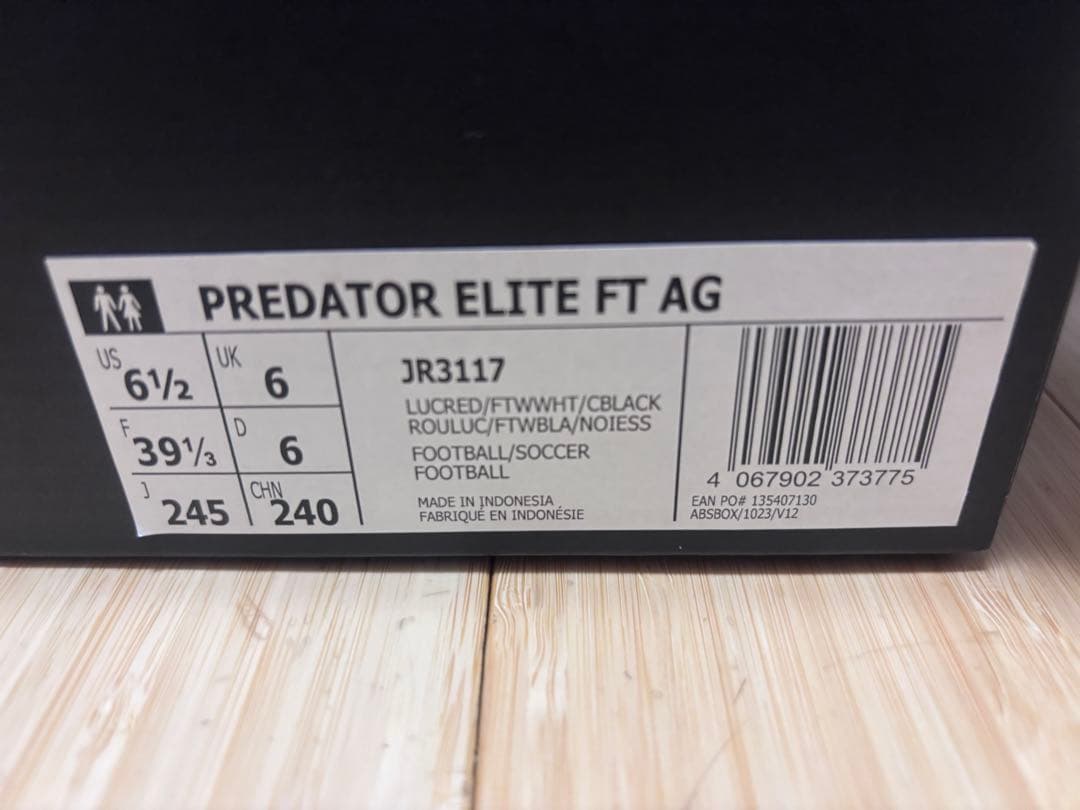 PREDATOR ELITE FT AG
US 6½ UK 6
F 39⅓ D 6
J 245 CHN 240
JR3117
LUCRED/FTWWHT/CBLACK
ROULUC/FTWBLA/NOIESS
FOOTBALL/SOCCER
FOOTBALL
MADE IN INDONESIA
FABRIQUÉ EN INDONÉSIE
4 067902 373775
EAN PO# 135407130
ABSBOX/1023/V12